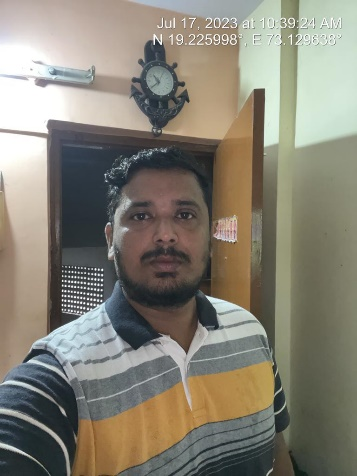 Jul 17, 2023 at 10:39:24 AM
N 19.225998°, E 73.129638°